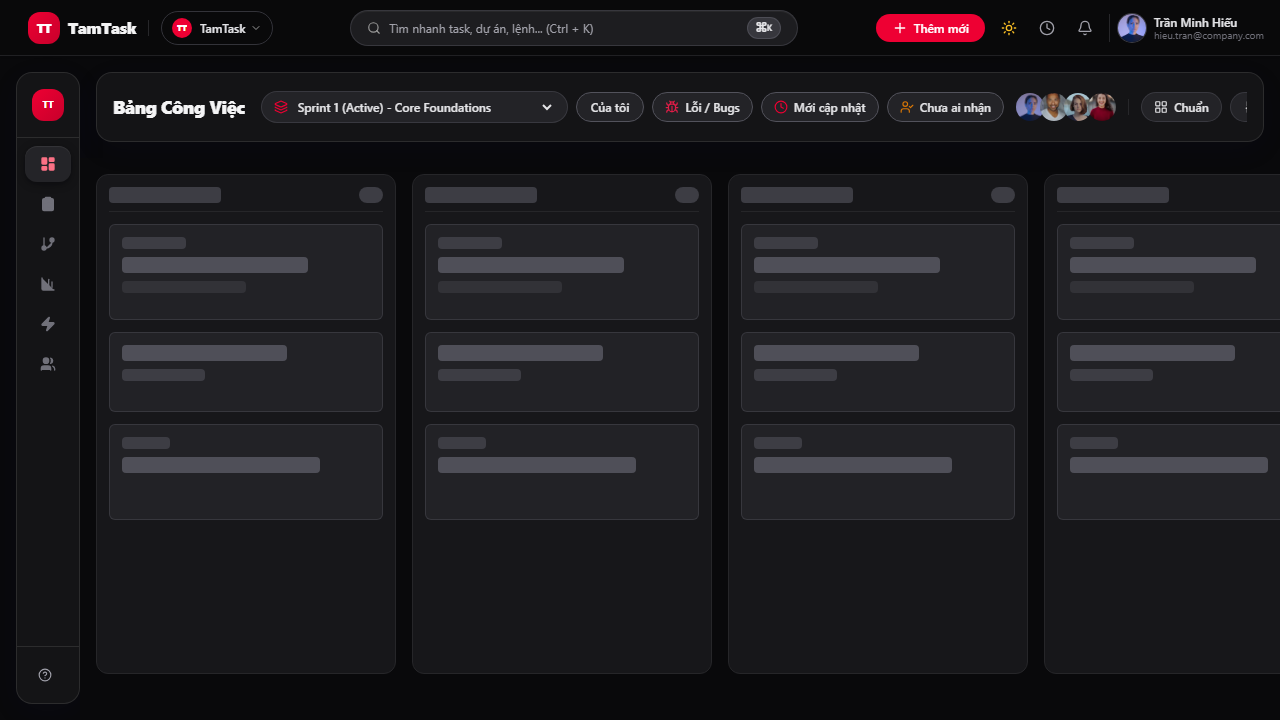 TT TamTask
TT TamTask
Tìm nhanh task, dự án, lệnh... (Ctrl + K)
⌘K
Thêm mới
Trần Minh Hiếu
hieu.tran@company.com
TT
Bảng Công Việc
Sprint 1 (Active) - Core Foundations
Của tôi
Lỗi / Bugs
Mới cập nhật
Chưa ai nhận
Chuẩn